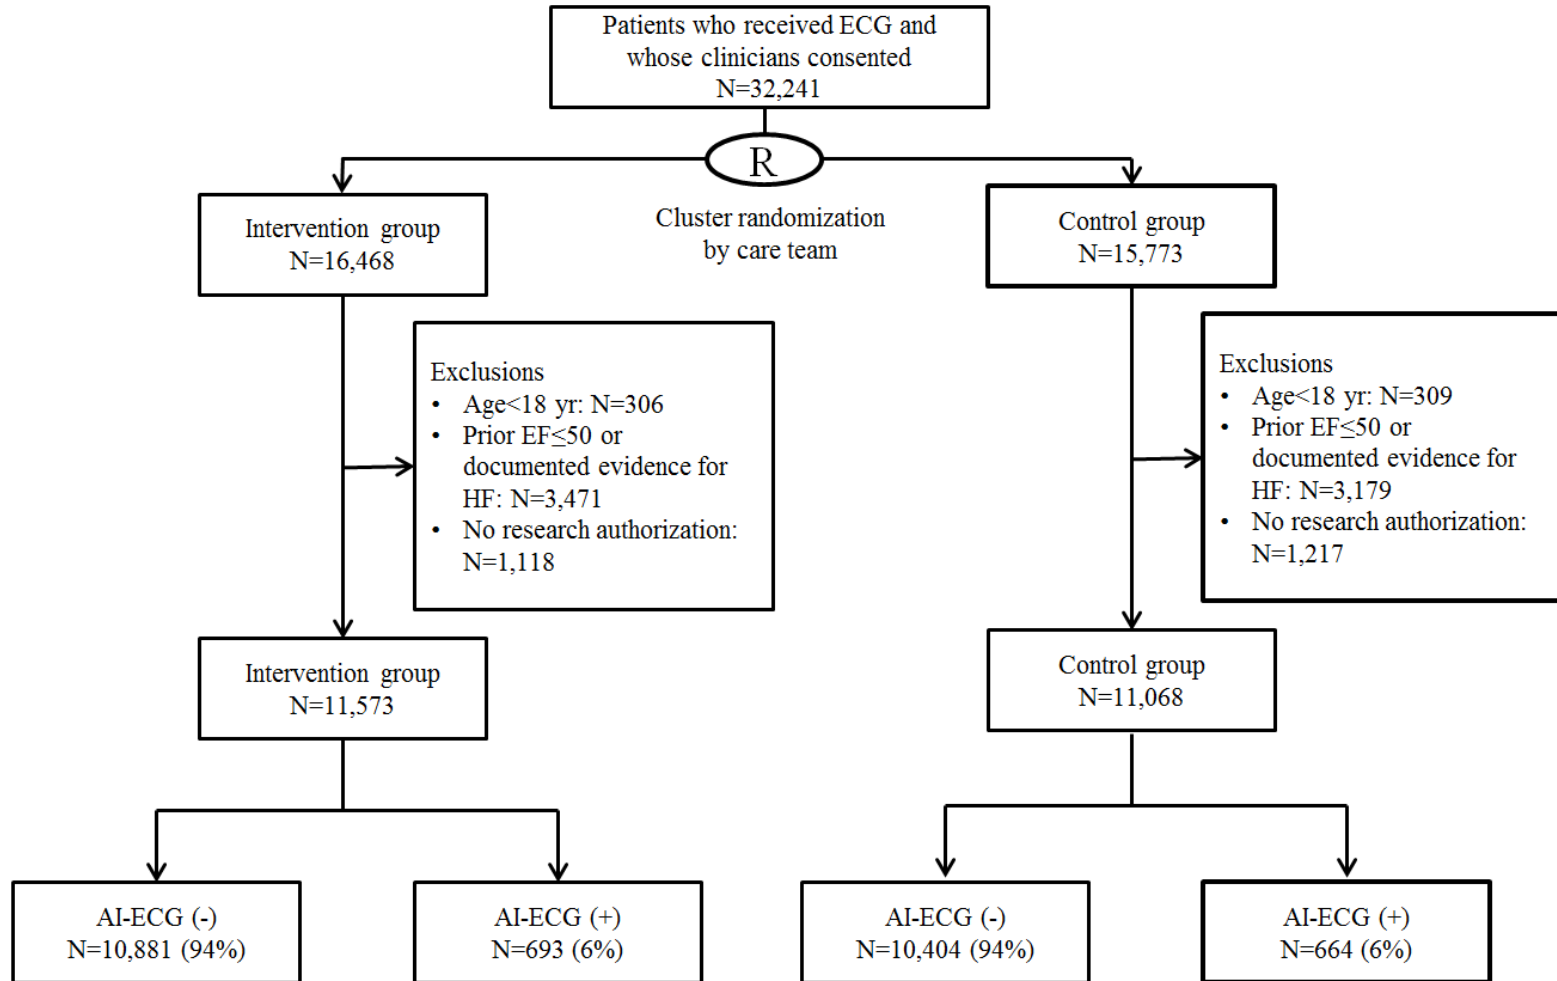 Patients who received ECG and
whose clinicians consented
N=32,241
R
Cluster randomization
by care team
Intervention group
N=16,468
Control group
N=15,773
Exclusions
• Age<18 yr: N=306
• Prior EF≤50 or
documented evidence for
HF: N=3,471
• No research authorization:
N=1,118
Exclusions
• Age<18 yr: N=309
• Prior EF≤50 or
documented evidence for
HF: N=3,179
• No research authorization:
N=1,217
Intervention group
N=11,573
Control group
N=11,068
AI-ECG (-)
N=10,881 (94%)
AI-ECG (+)
N=693 (6%)
AI-ECG (-)
N=10,404 (94%)
AI-ECG (+)
N=664 (6%)